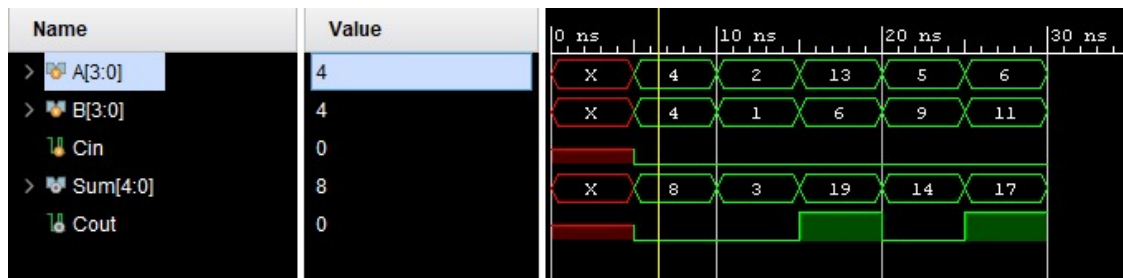 Name Value 0 ns 10 ns 20 ns 30 ns
A[3:0] 4 X 4 2 13 5 6
B[3:0] 4 X 4 1 6 9 11
Cin 0
Sum[4:0] 8 X 8 3 19 14 17
Cout 0